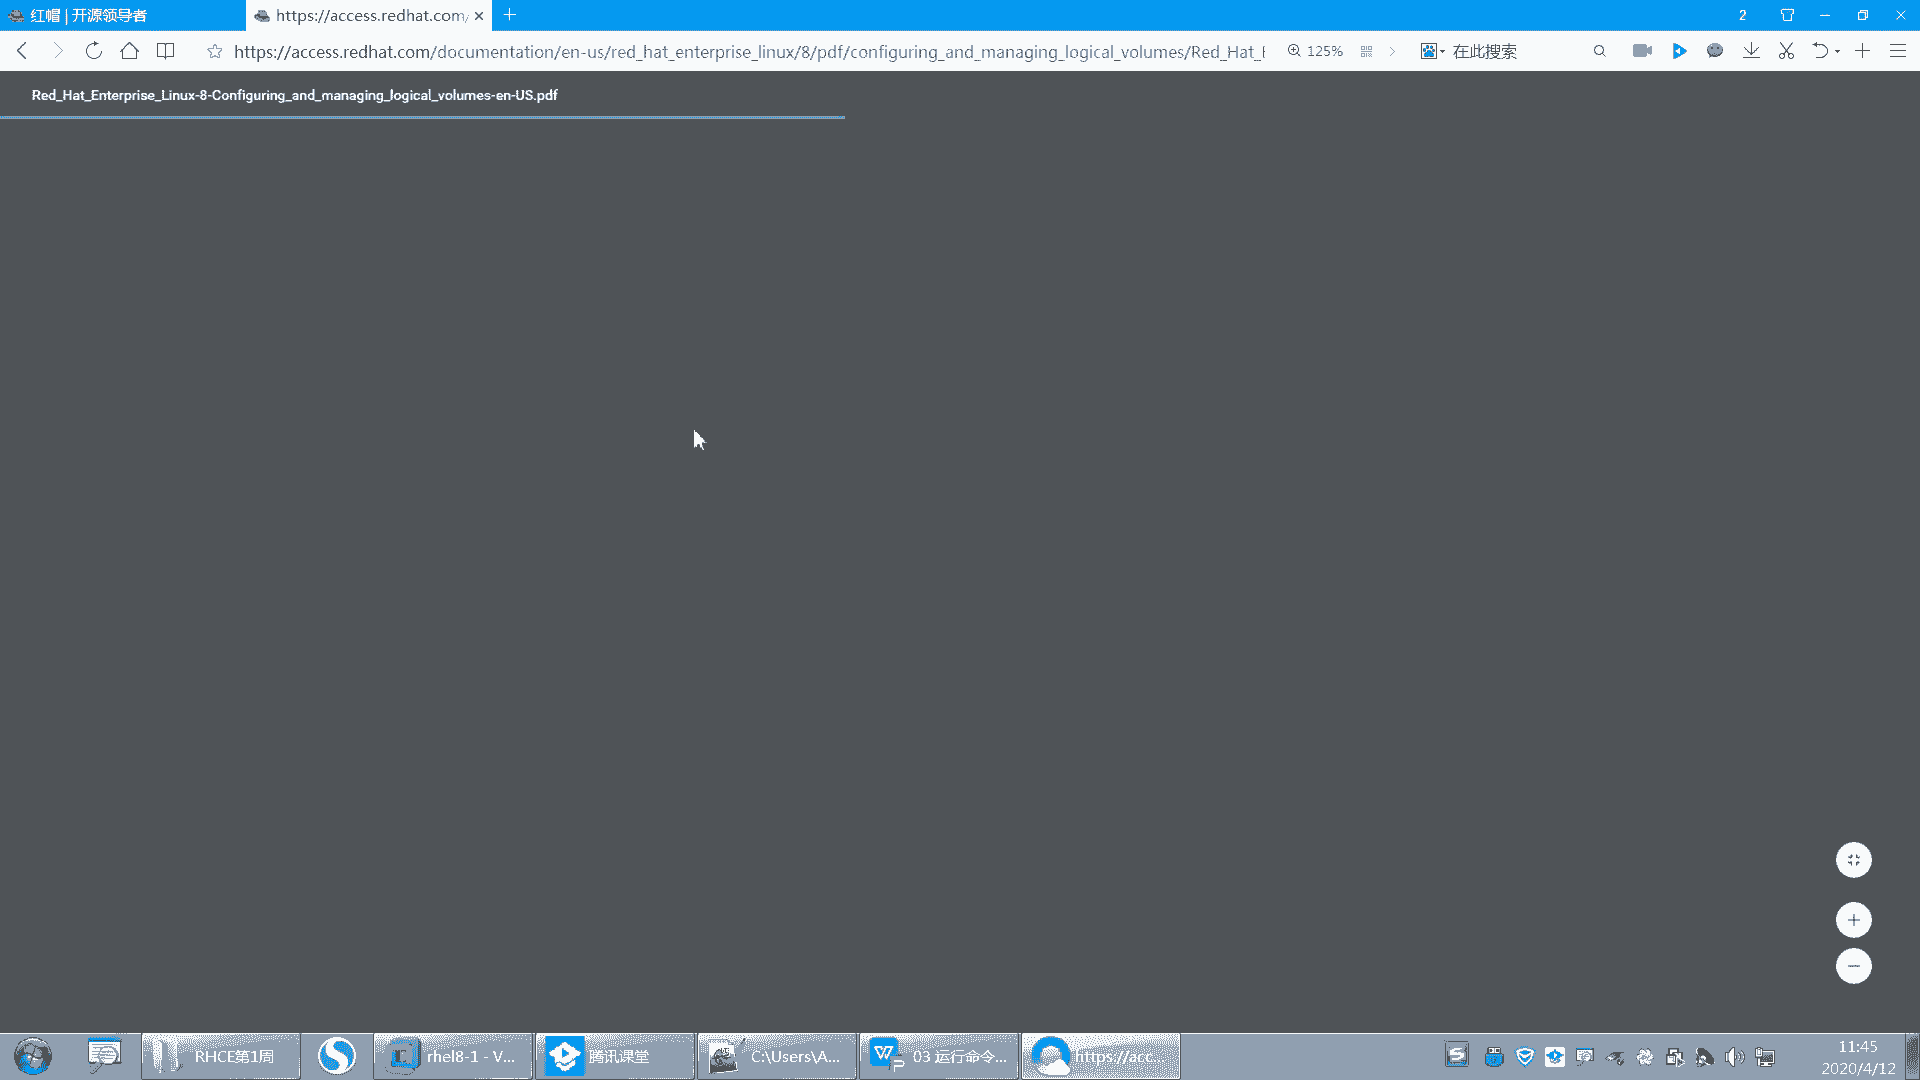 红帽 | 开源领导者
https://access.redhat.com/
2
https://access.redhat.com/documentation/en-us/red_hat_enterprise_linux/8/pdf/configuring_and_managing_logical_volumes/Red_Hat_E
125%
在此搜索
Red_Hat_Enterprise_Linux-8-Configuring_and_managing_logical_volumes-en-US.pdf
RHCE第1周
rhel8-1 - V...
腾讯课堂
C:\Users\A...
03 运行命令...
https://acc...
11:45
2020/4/12